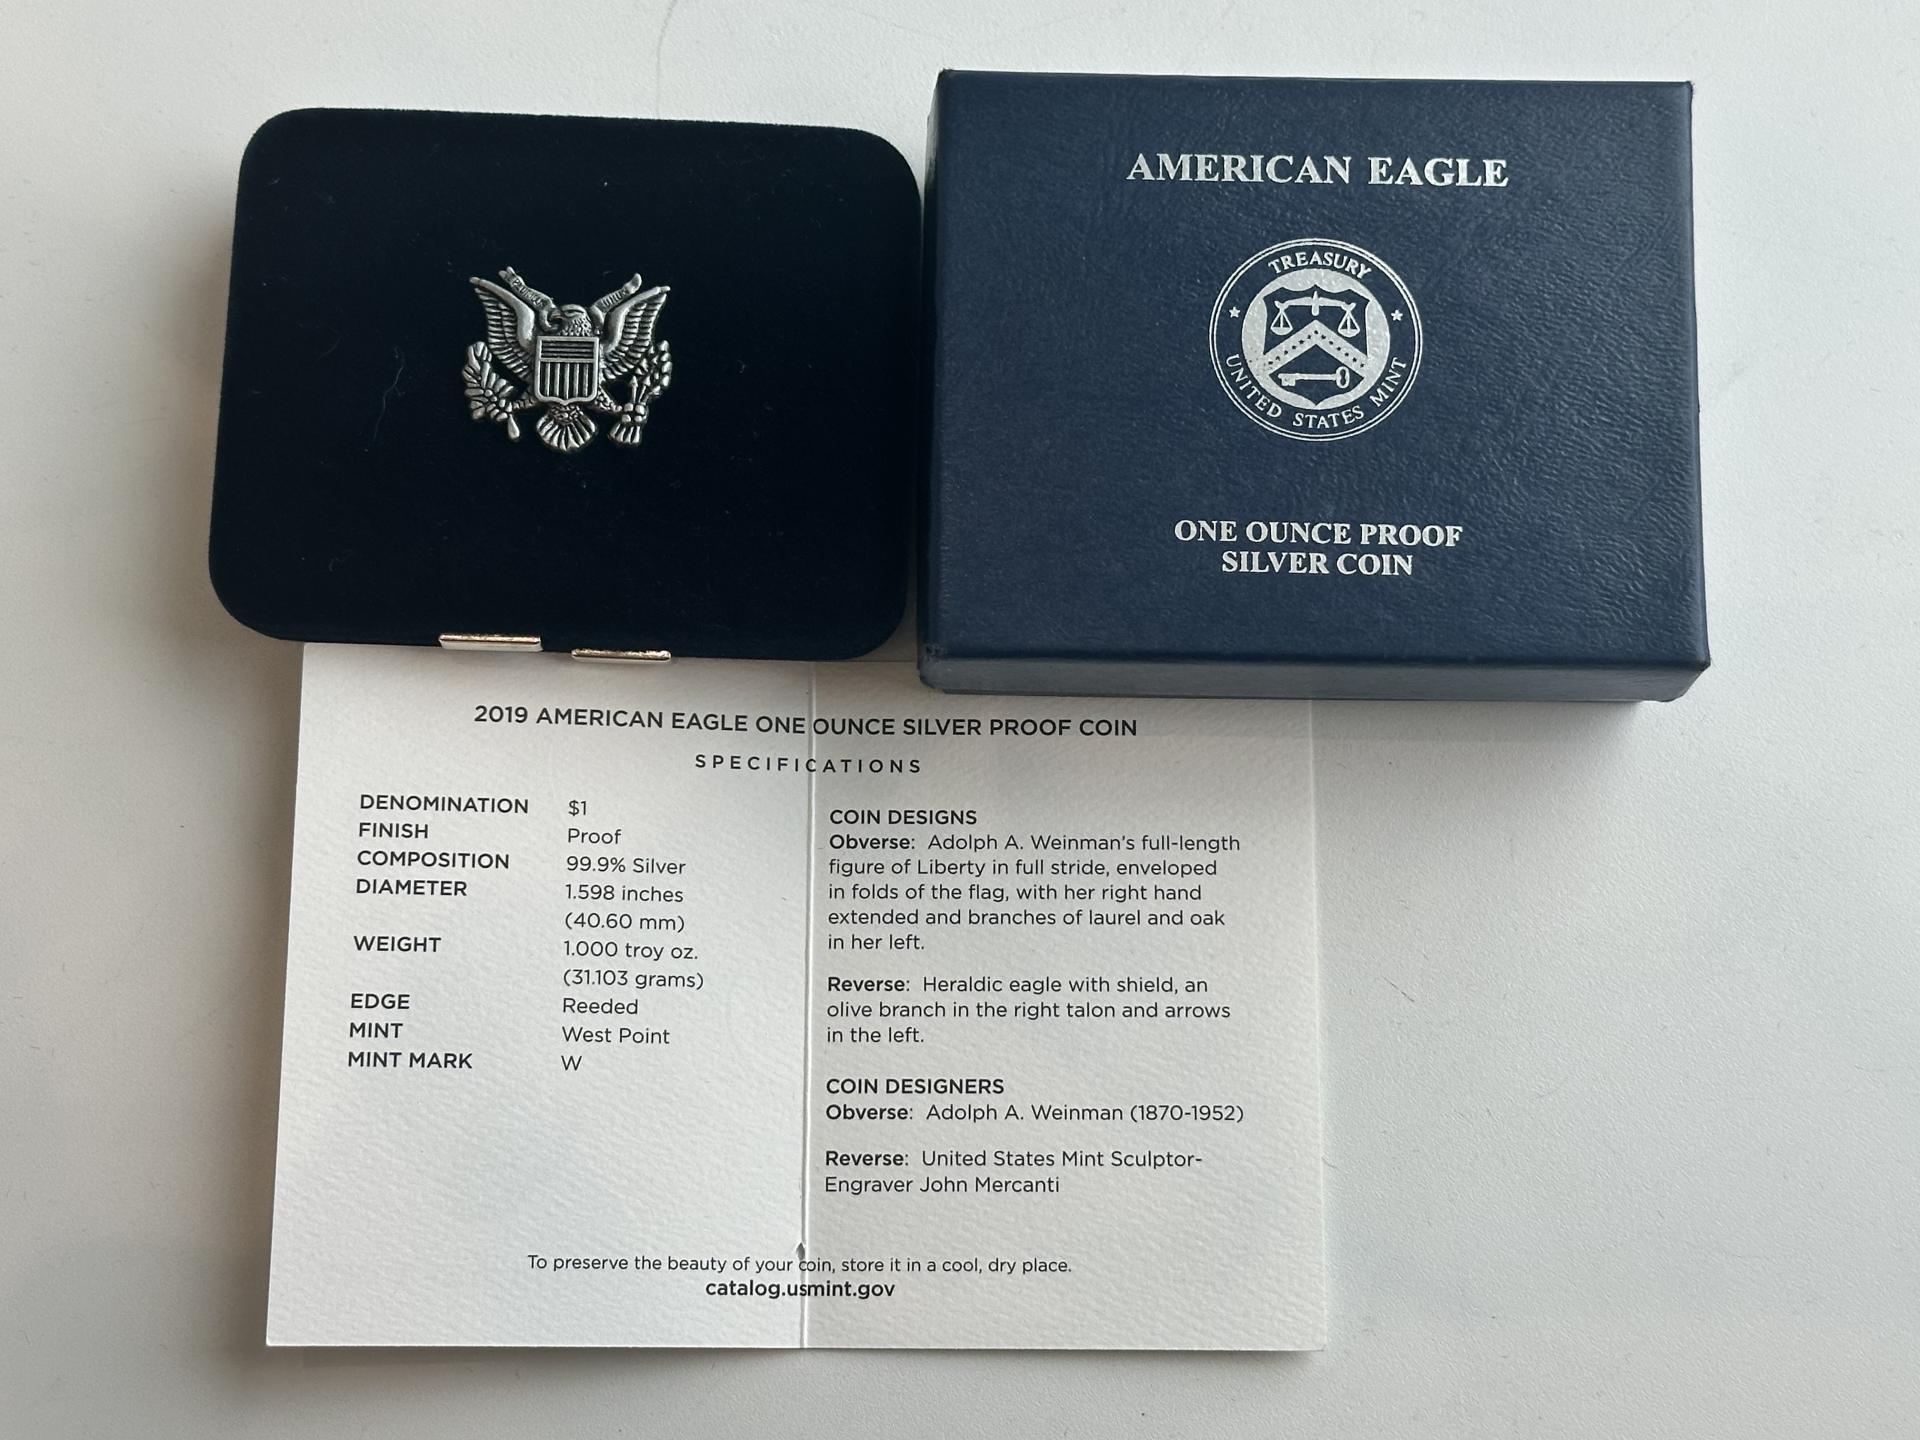 AMERICAN EAGLE
TREASURY
UNITED STATES MINT
ONE OUNCE PROOF
SILVER COIN
2019 AMERICAN EAGLE ONE OUNCE SILVER PROOF COIN
SPECIFICATIONS
DENOMINATION $1
FINISH Proof
COMPOSITION 99.9% Silver
DIAMETER 1.598 inches
(40.60 mm)
WEIGHT 1.000 troy oz.
(31.103 grams)
EDGE Reeded
MINT West Point
MINT MARK W
COIN DESIGNS
Obverse: Adolph A. Weinman's full-length
figure of Liberty in full stride, enveloped
in folds of the flag, with her right hand
extended and branches of laurel and oak
in her left.
Reverse: Heraldic eagle with shield, an
olive branch in the right talon and arrows
in the left.
COIN DESIGNERS
Obverse: Adolph A. Weinman (1870-1952)
Reverse: United States Mint Sculptor-
Engraver John Mercanti
To preserve the beauty of your coin, store it in a cool, dry place.
catalog.usmint.gov